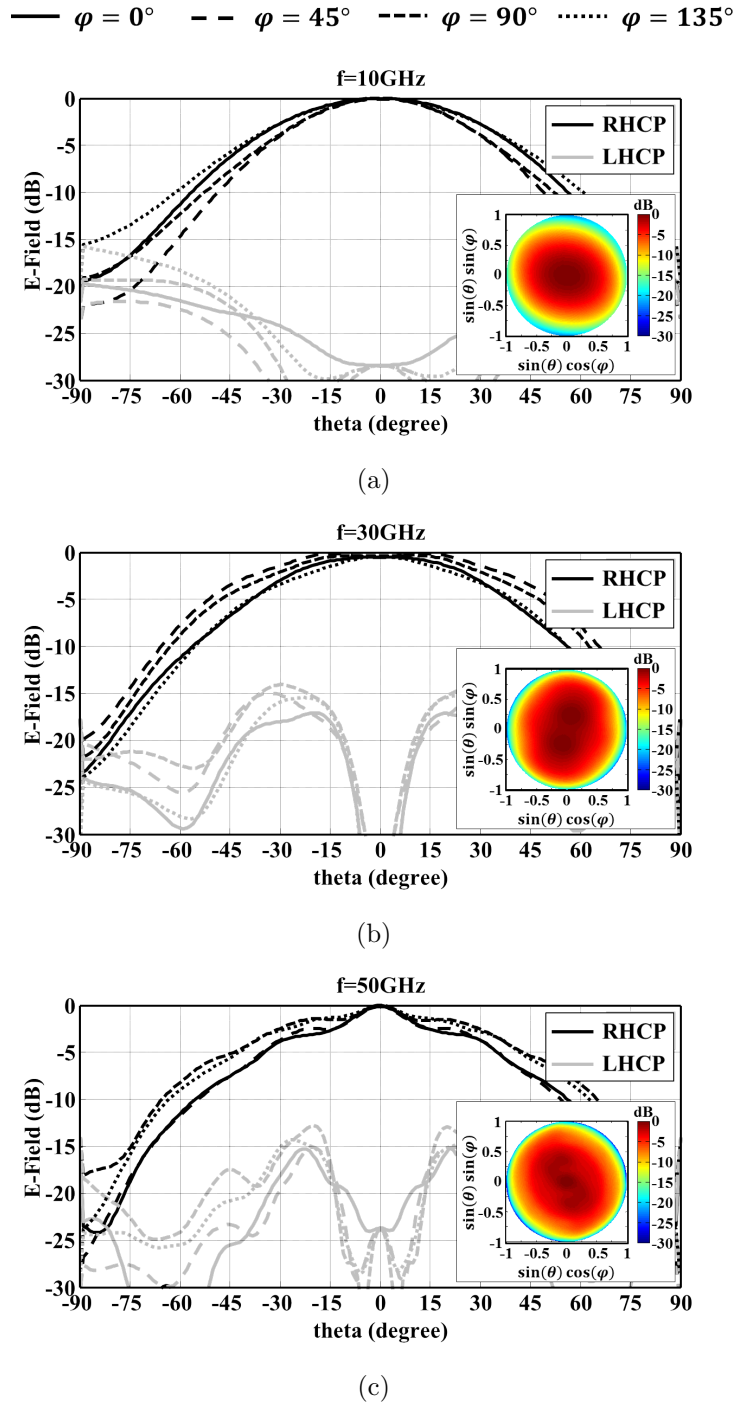 φ = 0° φ = 45° φ = 90° φ = 135°
f=10GHz
E-Field (dB)
0
-5
-10
-15
-20
-25
-30
RHCP
LHCP
dB
0
-5
-10
-15
-20
-25
-30
sin(θ) sin(φ)
1
0.5
0
-0.5
-1
-1 -0.5 0 0.5 1
sin(θ) cos(φ)
-90 -75 -60 -45 -30 -15 0 15 30 45 60 75 90
theta (degree)
(a)
f=30GHz
E-Field (dB)
0
-5
-10
-15
-20
-25
-30
RHCP
LHCP
dB
0
-5
-10
-15
-20
-25
-30
sin(θ) sin(φ)
1
0.5
0
-0.5
-1
-1 -0.5 0 0.5 1
sin(θ) cos(φ)
-90 -75 -60 -45 -30 -15 0 15 30 45 60 75 90
theta (degree)
(b)
f=50GHz
E-Field (dB)
0
-5
-10
-15
-20
-25
-30
RHCP
LHCP
dB
0
-5
-10
-15
-20
-25
-30
sin(θ) sin(φ)
1
0.5
0
-0.5
-1
-1 -0.5 0 0.5 1
sin(θ) cos(φ)
-90 -75 -60 -45 -30 -15 0 15 30 45 60 75 90
theta (degree)
(c)